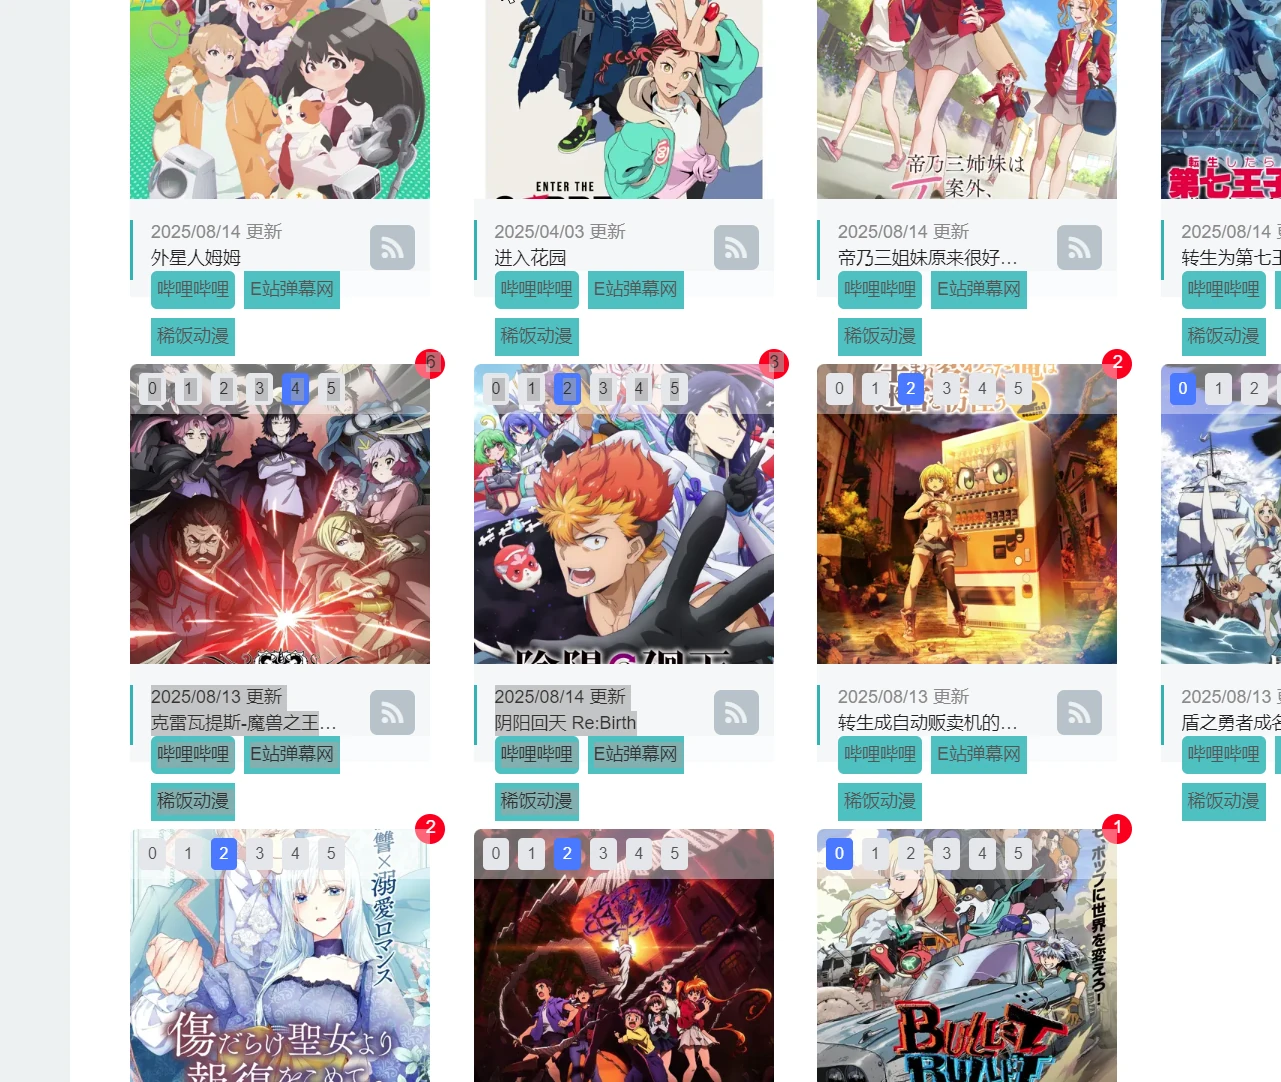 ENTER THE
帝乃三姉妹は
案外、
転生したら
第七王子
2025/08/14 更新
外星人姆姆
哔哩哔哩 E站弹幕网
稀饭动漫
2025/04/03 更新
进入花园
哔哩哔哩 E站弹幕网
稀饭动漫
2025/08/14 更新
帝乃三姐妹原来很好…
哔哩哔哩 E站弹幕网
稀饭动漫
2025/08/14
转生为第七王
哔哩哔哩
稀饭动漫
6
0 1 2 3 4 5
3
0 1 2 3 4 5
2
0 1 2 3 4 5
0 1 2
2025/08/13 更新
克雷瓦提斯-魔兽之王…
哔哩哔哩 E站弹幕网
稀饭动漫
2025/08/14 更新
阴阳回天 Re:Birth
哔哩哔哩 E站弹幕网
稀饭动漫
2025/08/13 更新
转生成自动贩卖机的…
哔哩哔哩 E站弹幕网
稀饭动漫
2025/08/13
盾之勇者成名
哔哩哔哩
稀饭动漫
2
0 1 2 3 4 5
×溺愛ロマンス
傷だらけ聖女より
報復をこめて
0 1 2 3 4 5
1
0 1 2 3 4 5
プに世界を変えろ!
BULLET
BULLET